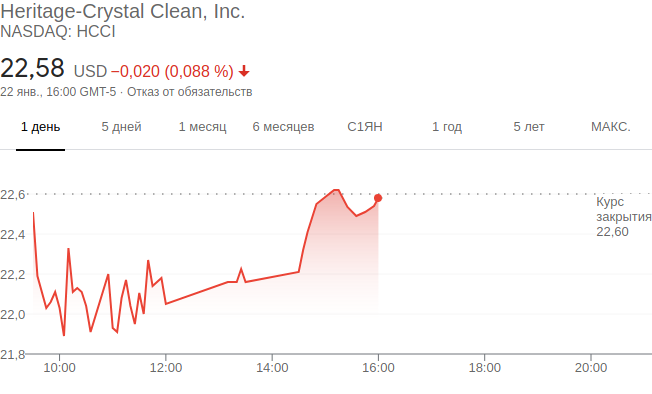 Heritage-Crystal Clean, Inc.
NASDAQ: HCCI
22,58 USD −0,020 (0,088 %)
22 янв., 16:00 GMT-5 · Отказ от обязательств
1 день 5 дней 1 месяц 6 месяцев С1ЯН 1 год 5 лет МАКС.
22,6
Курс
закрытия
22,60
22,4
22,2
22,0
21,8
10:00 12:00 14:00 16:00 18:00 20:00